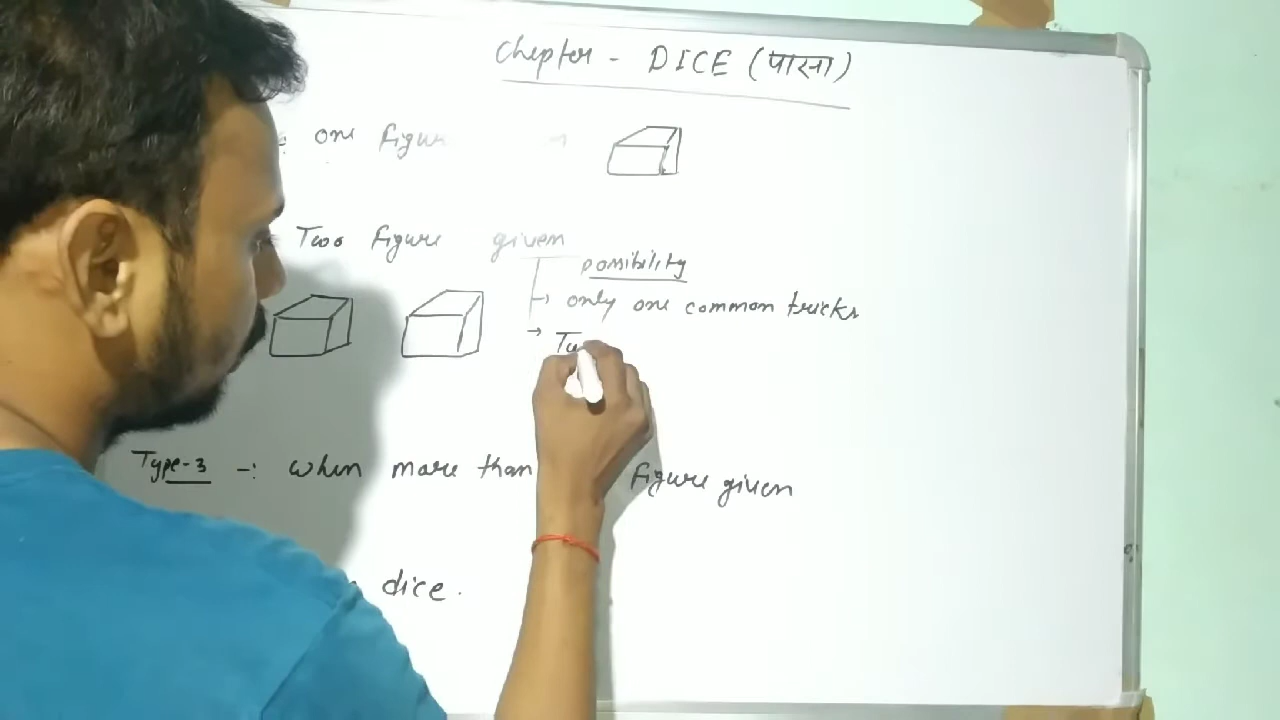 Chepter - DICE (पासा)
one figure
Two figure given
possibility
→ only one common tricks
→ Tw
Type-3 -: when more than figure given
dice.